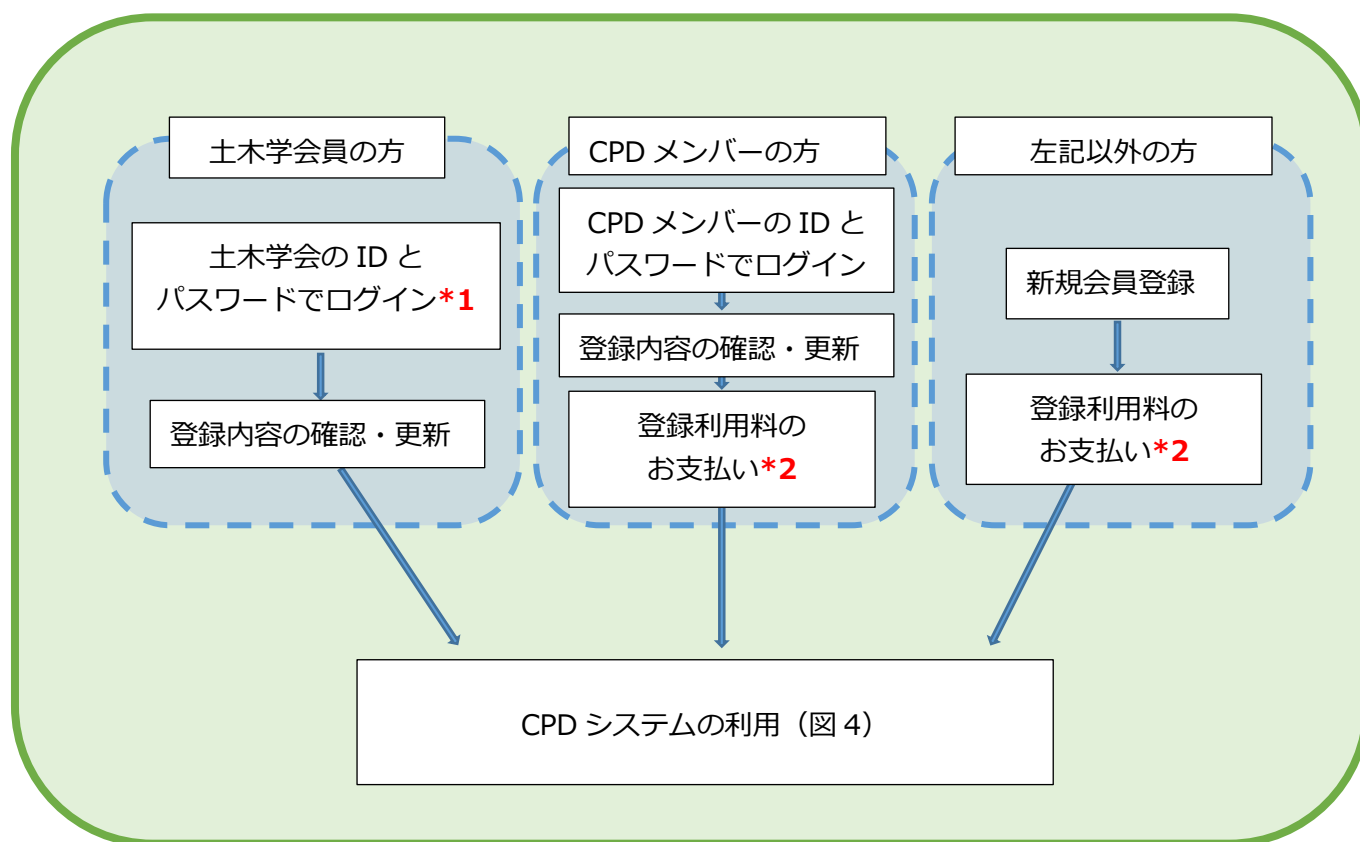 土木学会員の方
土木学会の ID と
パスワードでログイン*1
登録内容の確認・更新
CPD メンバーの方
CPD メンバーの ID と
パスワードでログイン
登録内容の確認・更新
登録利用料の
お支払い*2
左記以外の方
新規会員登録
登録利用料の
お支払い*2
CPD システムの利用（図 4）